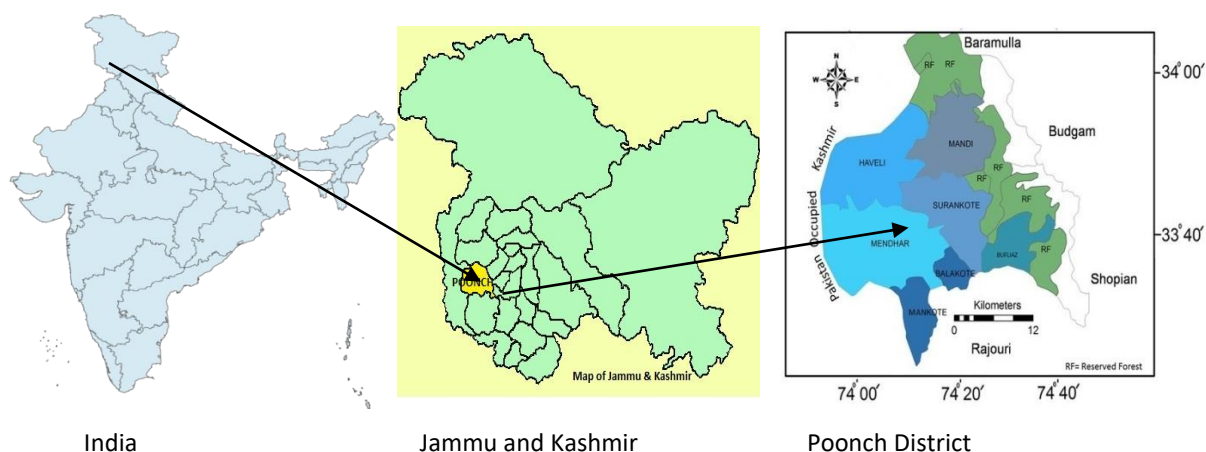 POONCH
Map of Jammu & Kashmir
Baramulla
N
W
E
S
RF
RF
34°00'
Budgam
Pakistan Occupied Kashmir
HAVELI
MANDI
RF
RF
RF
SURANKOTE
MENDHAR
33°40'
BUFLIAZ
RF
BALAKOTE
Shopian
MANKOTE
Kilometers
0
12
Rajouri
RF= Reserved Forest
74°00'
74°20'
74°40'
India
Jammu and Kashmir
Poonch District